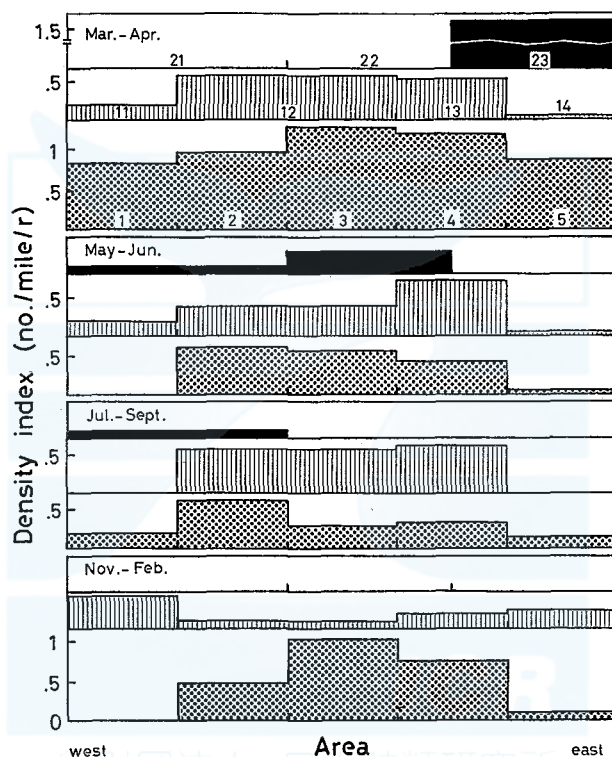 Mar.-Apr.
1.5
21 22 23
.5
11 12 13 14
1
.5
1 2 3 4 5
May-Jun.
.5
.5
Jul.-Sept.
.5
.5
Nov.-Feb.
1
.5
0
Density index (no./mile/r)
west Area east